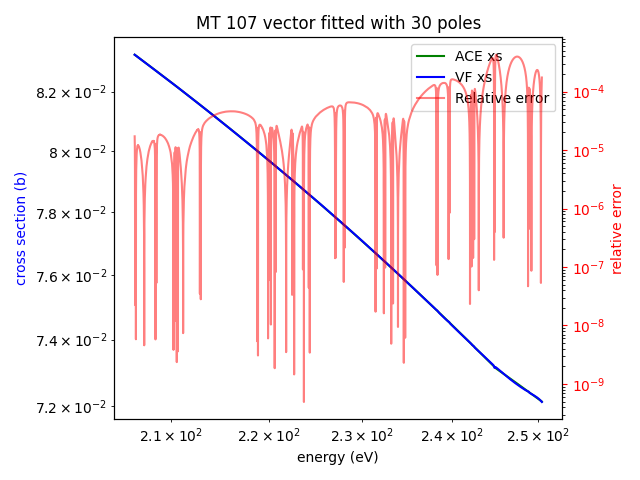 MT 107 vector fitted with 30 poles
ACE xs
VF xs
Relative error
cross section (b)
8.2 × 10⁻²
8 × 10⁻²
7.8 × 10⁻²
7.6 × 10⁻²
7.4 × 10⁻²
7.2 × 10⁻²
10⁻⁴
10⁻⁵
10⁻⁶
10⁻⁷
10⁻⁸
10⁻⁹
relative error
2.1 × 10² 2.2 × 10² 2.3 × 10² 2.4 × 10² 2.5 × 10²
energy (eV)